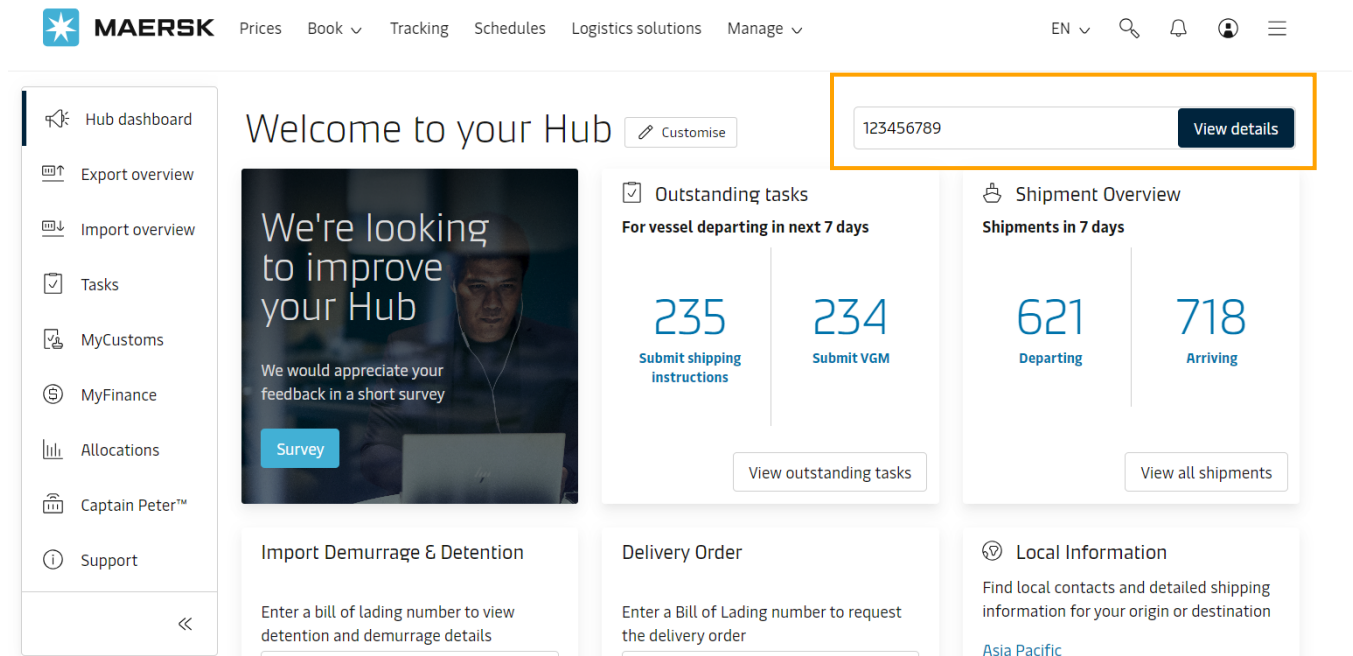 MAERSK Prices Book Tracking Schedules Logistics solutions Manage EN
Hub dashboard
Export overview
Import overview
Tasks
MyCustoms
MyFinance
Allocations
Captain Peter™
Support
Welcome to your Hub
Customise
123456789
View details
We're looking
to improve
your Hub
We would appreciate your
feedback in a short survey
Survey
Outstanding tasks
For vessel departing in next 7 days
235
Submit shipping
instructions
234
Submit VGM
View outstanding tasks
Shipment Overview
Shipments in 7 days
621
Departing
718
Arriving
View all shipments
Import Demurrage & Detention
Enter a bill of lading number to view
detention and demurrage details
Delivery Order
Enter a Bill of Lading number to request
the delivery order
Local Information
Find local contacts and detailed shipping
information for your origin or destination
Asia Pacific